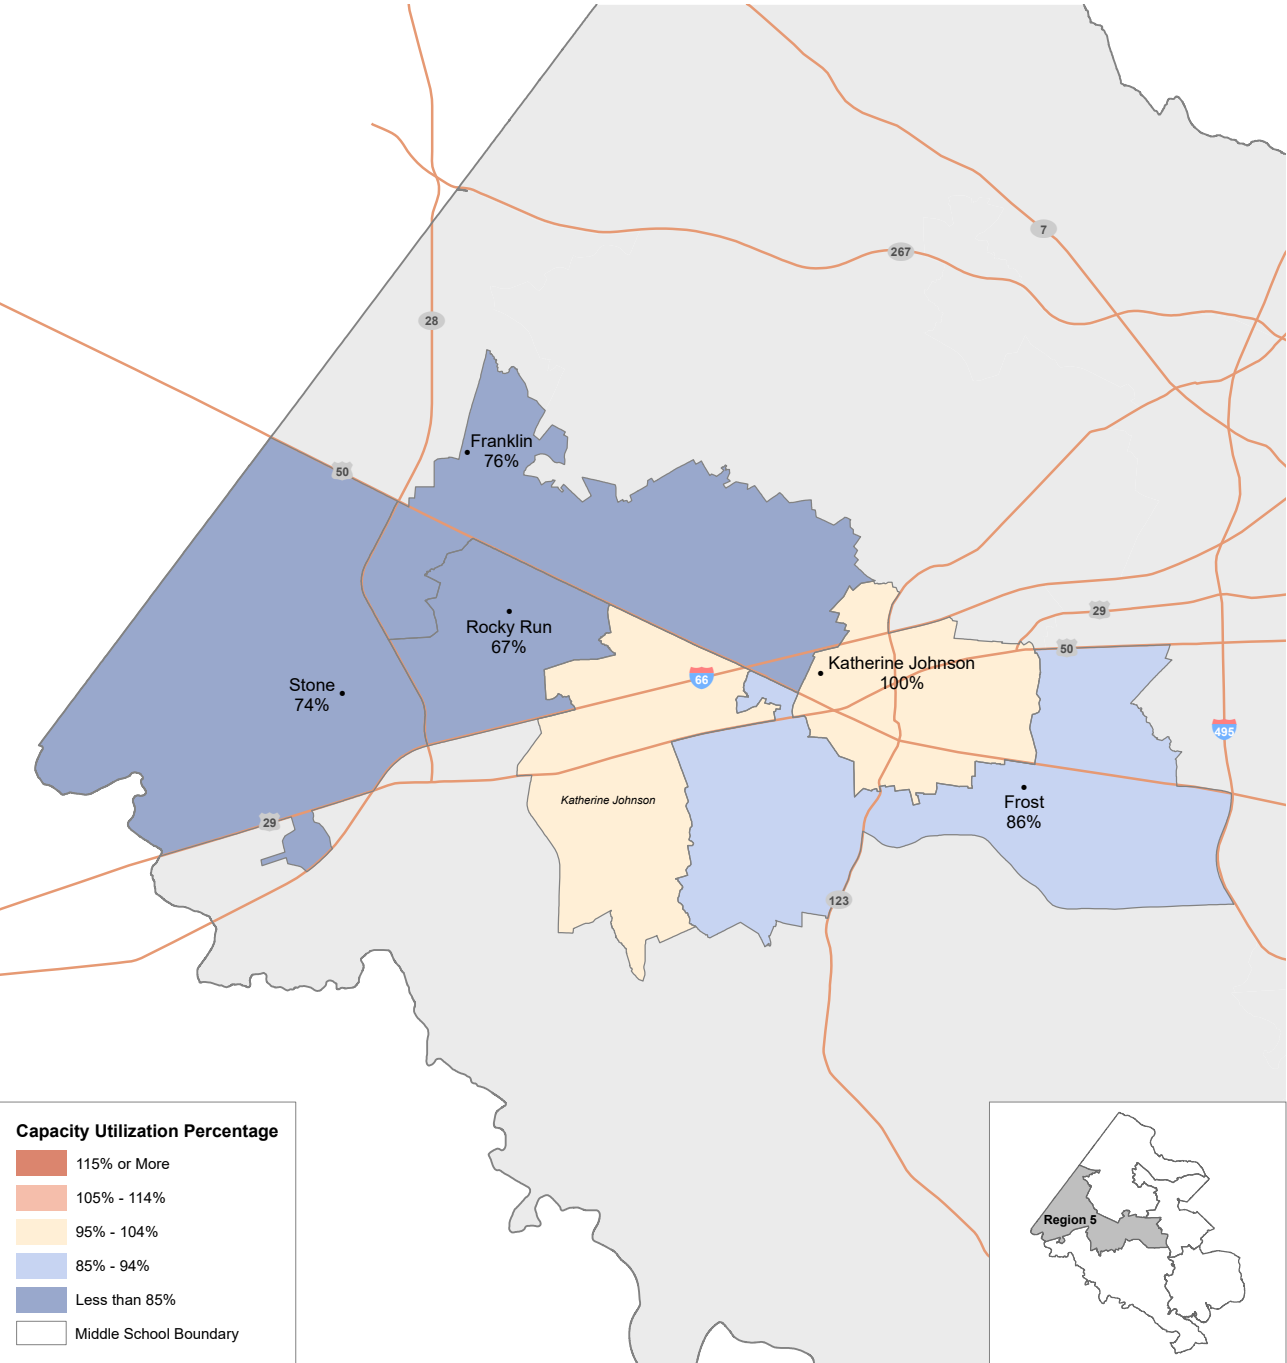 7
267
28
Franklin
76%
50
29
Rocky Run
67%
50
Katherine Johnson
100%
66
Stone
74%
495
Katherine Johnson
Frost
86%
29
123
Capacity Utilization Percentage
115% or More
105% - 114%
95% - 104%
85% - 94%
Less than 85%
Middle School Boundary
Region 5